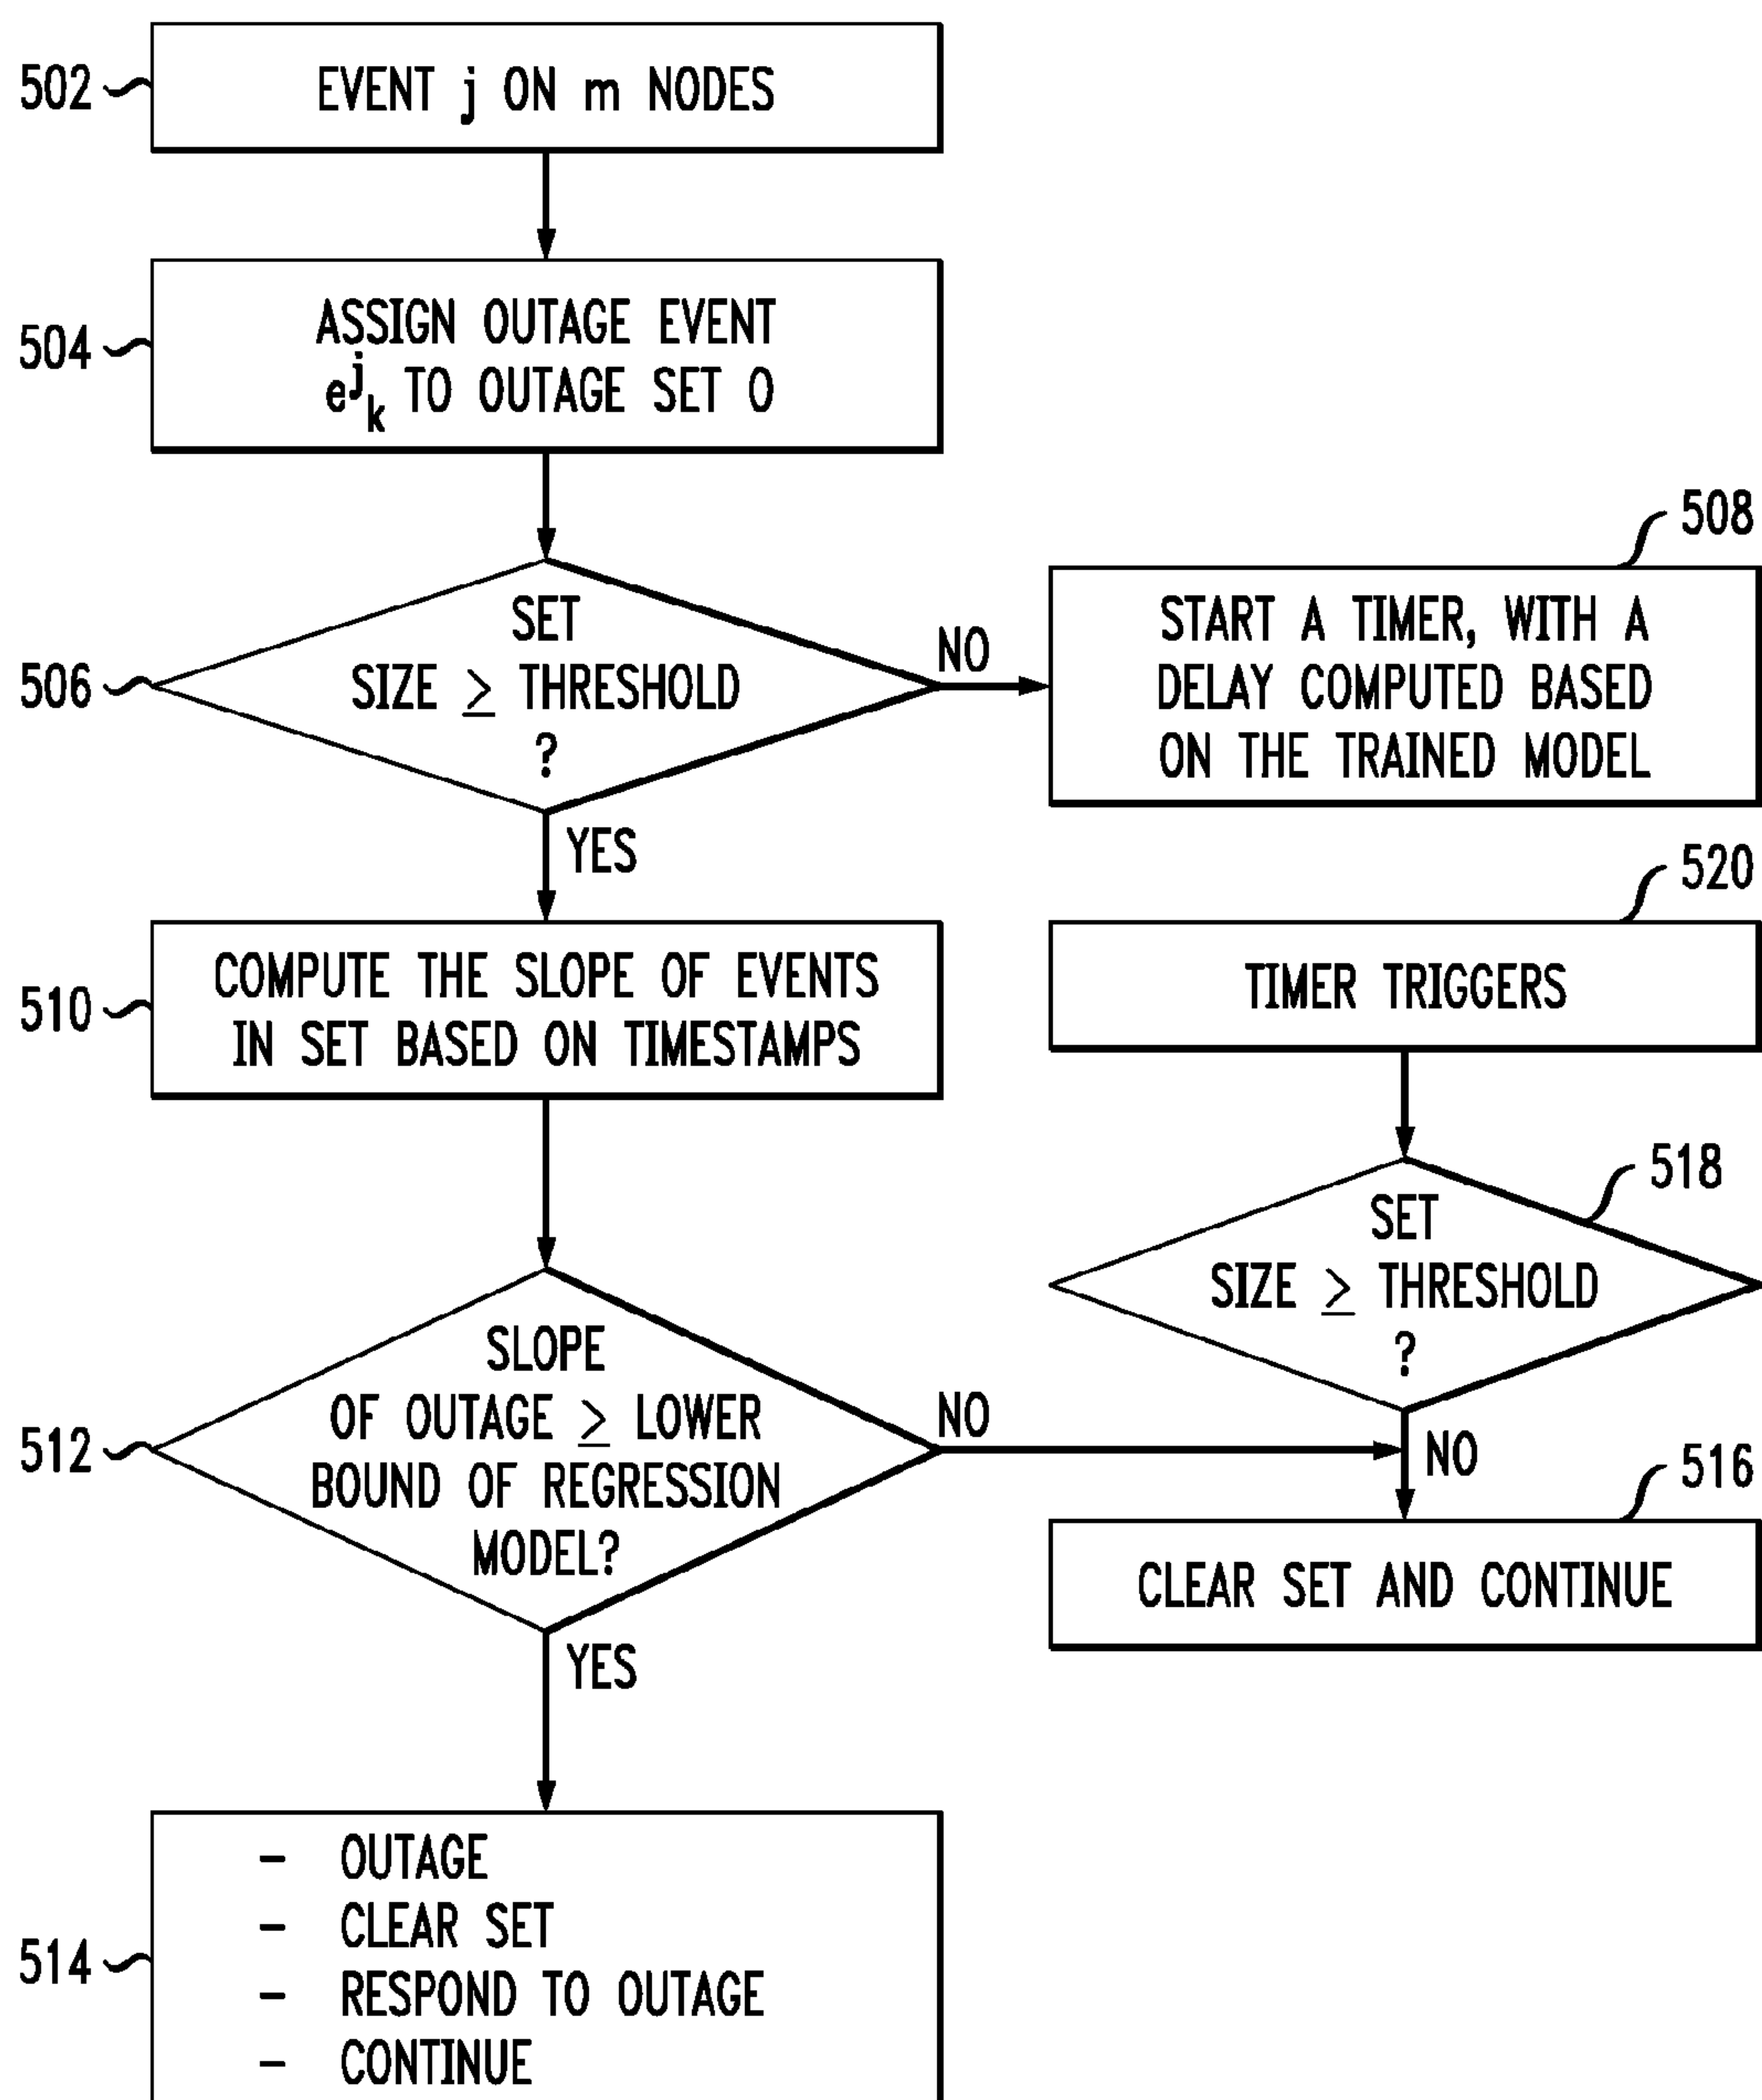 502
EVENT j ON m NODES
504
ASSIGN OUTAGE EVENT
e^j_k TO OUTAGE SET O
506
SET
SIZE ≥ THRESHOLD
?
NO
508
START A TIMER, WITH A
DELAY COMPUTED BASED
ON THE TRAINED MODEL
YES
510
COMPUTE THE SLOPE OF EVENTS
IN SET BASED ON TIMESTAMPS
520
TIMER TRIGGERS
518
SET
SIZE ≥ THRESHOLD
?
NO
512
SLOPE
OF OUTAGE ≥ LOWER
BOUND OF REGRESSION
MODEL?
NO
516
CLEAR SET AND CONTINUE
YES
514
- OUTAGE
- CLEAR SET
- RESPOND TO OUTAGE
- CONTINUE